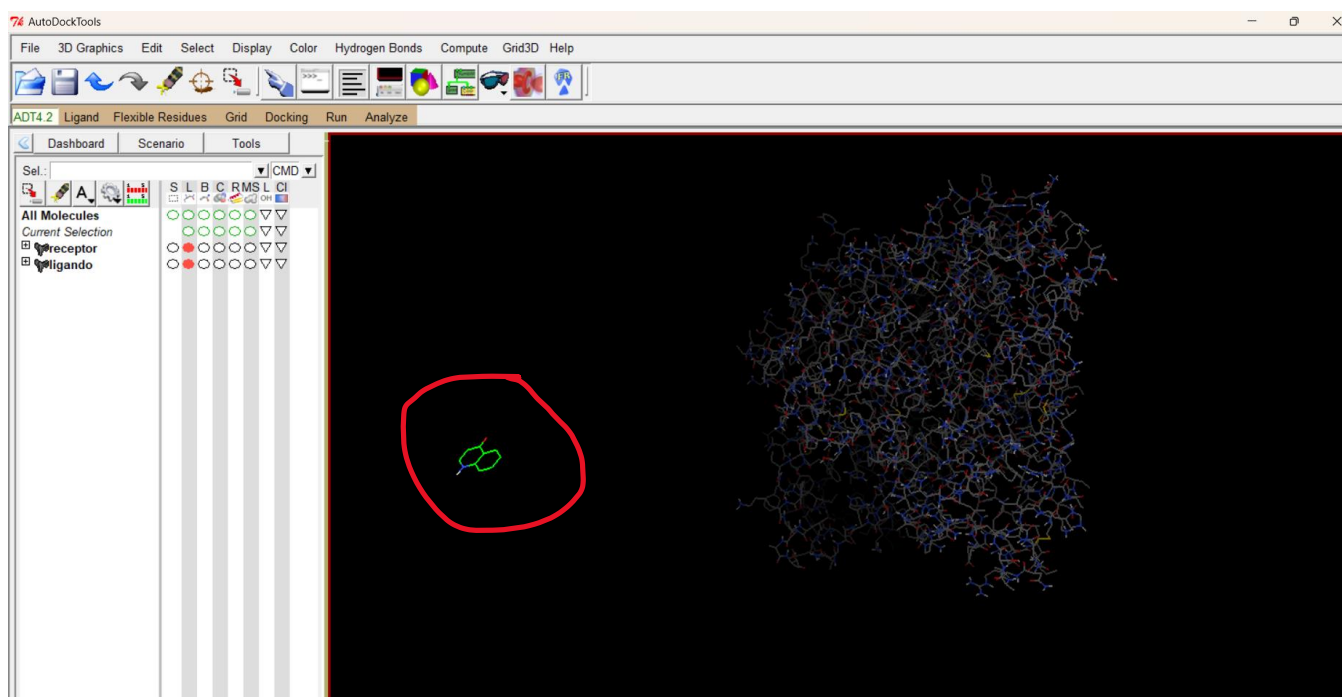 AutoDockTools
File 3D Graphics Edit Select Display Color Hydrogen Bonds Compute Grid3D Help
ADT4.2 Ligand Flexible Residues Grid Docking Run Analyze
Dashboard Scenario Tools
Sel.: CMD
S L B C R MS L Cl
All Molecules
Current Selection
receptor
ligando